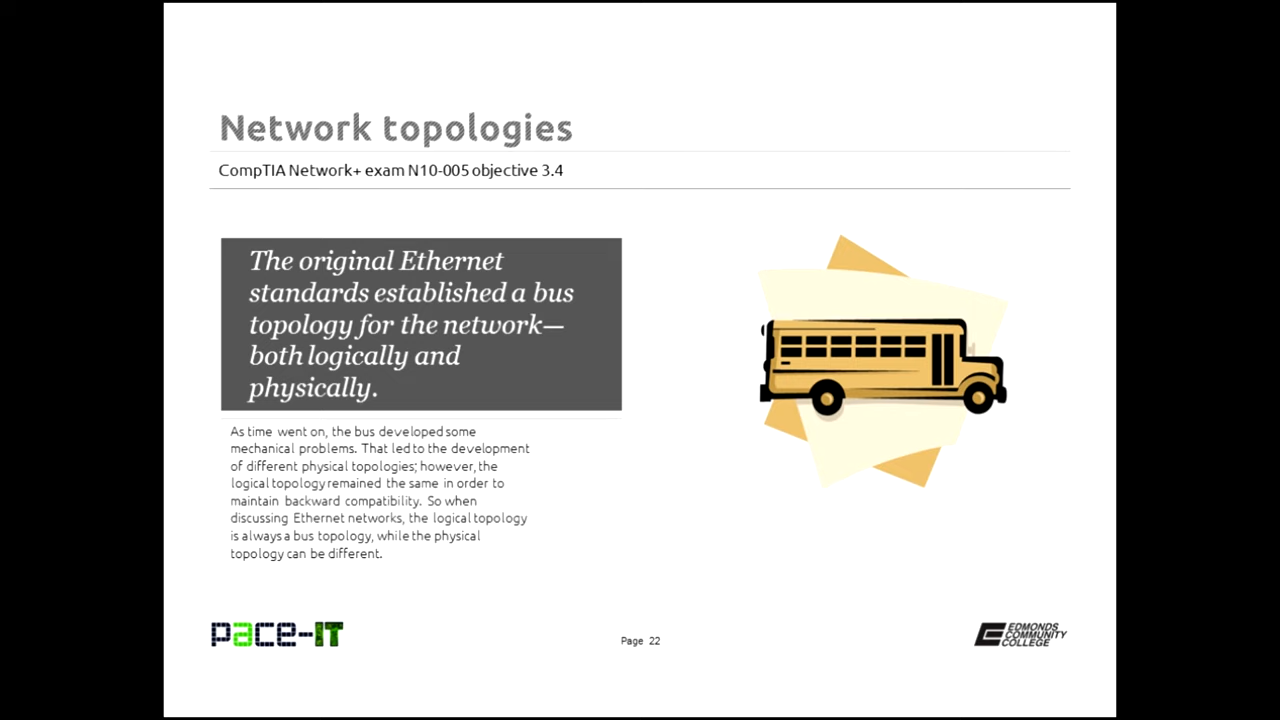 Network topologies
CompTIA Network+ exam N10-005 objective 3.4
The original Ethernet
standards established a bus
topology for the network—
both logically and
physically.
As time went on, the bus developed some
mechanical problems. That led to the development
of different physical topologies; however, the
logical topology remained the same in order to
maintain backward compatibility. So when
discussing Ethernet networks, the logical topology
is always a bus topology, while the physical
topology can be different.
pace-IT
Page 22
EDMONDS
COMMUNITY
COLLEGE